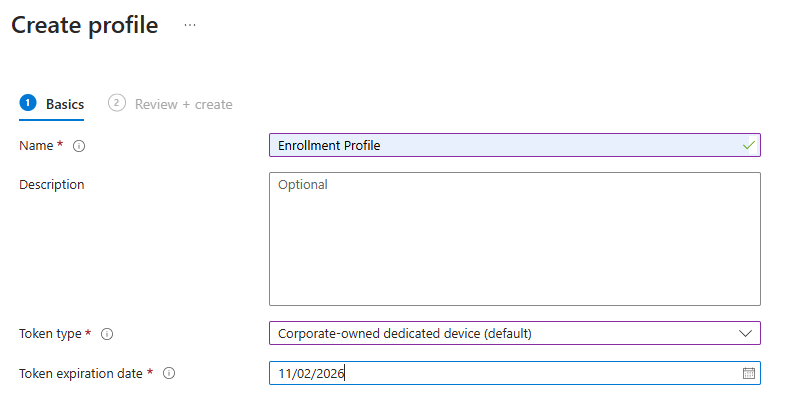 Create profile ...
1 Basics 2 Review + create
Name * Enrollment Profile
Description Optional
Token type * Corporate-owned dedicated device (default)
Token expiration date * 11/02/2026